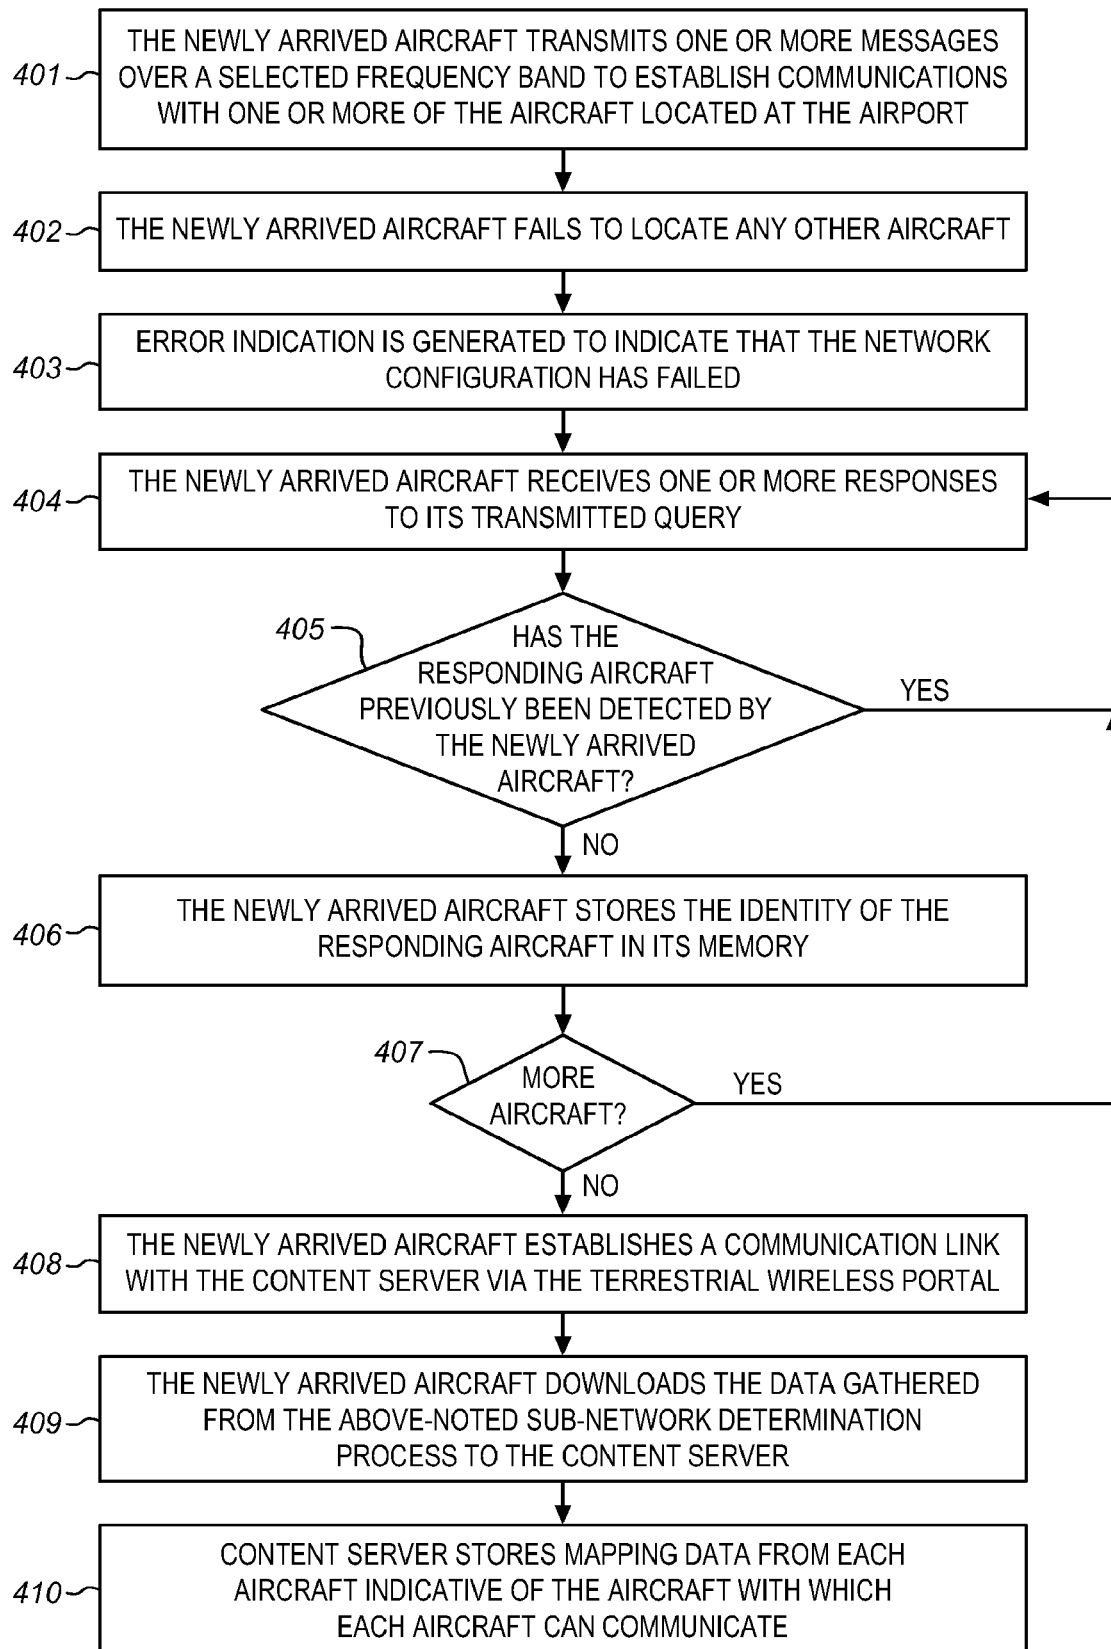 THE NEWLY ARRIVED AIRCRAFT TRANSMITS ONE OR MORE MESSAGES
OVER A SELECTED FREQUENCY BAND TO ESTABLISH COMMUNICATIONS
WITH ONE OR MORE OF THE AIRCRAFT LOCATED AT THE AIRPORT
401
THE NEWLY ARRIVED AIRCRAFT FAILS TO LOCATE ANY OTHER AIRCRAFT
402
ERROR INDICATION IS GENERATED TO INDICATE THAT THE NETWORK
CONFIGURATION HAS FAILED
403
THE NEWLY ARRIVED AIRCRAFT RECEIVES ONE OR MORE RESPONSES
TO ITS TRANSMITTED QUERY
404
405
HAS THE
RESPONDING AIRCRAFT
PREVIOUSLY BEEN DETECTED BY
THE NEWLY ARRIVED
AIRCRAFT?
YES
NO
THE NEWLY ARRIVED AIRCRAFT STORES THE IDENTITY OF THE
RESPONDING AIRCRAFT IN ITS MEMORY
406
407
MORE
AIRCRAFT?
YES
NO
THE NEWLY ARRIVED AIRCRAFT ESTABLISHES A COMMUNICATION LINK
WITH THE CONTENT SERVER VIA THE TERRESTRIAL WIRELESS PORTAL
408
THE NEWLY ARRIVED AIRCRAFT DOWNLOADS THE DATA GATHERED
FROM THE ABOVE-NOTED SUB-NETWORK DETERMINATION
PROCESS TO THE CONTENT SERVER
409
CONTENT SERVER STORES MAPPING DATA FROM EACH
AIRCRAFT INDICATIVE OF THE AIRCRAFT WITH WHICH
EACH AIRCRAFT CAN COMMUNICATE
410